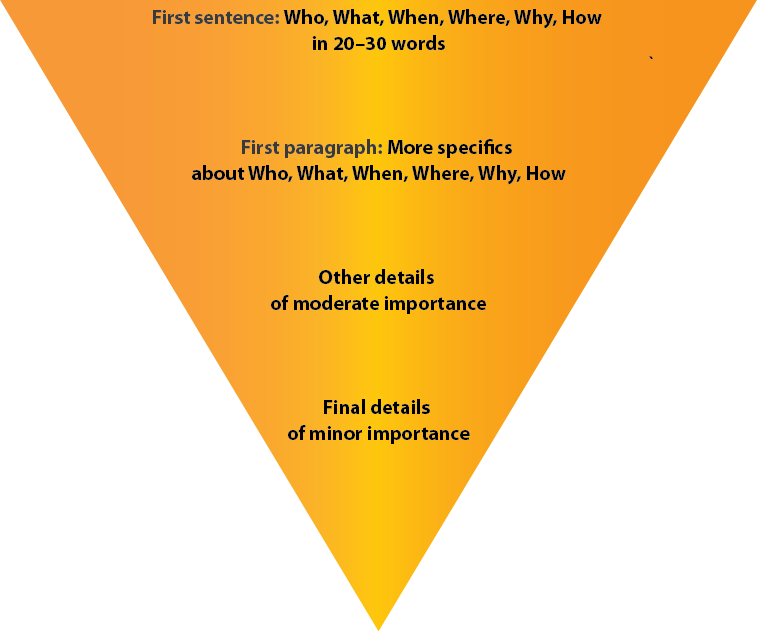 First sentence: Who, What, When, Where, Why, How
in 20–30 words
`
First paragraph: More specifics
about Who, What, When, Where, Why, How
Other details
of moderate importance
Final details
of minor importance